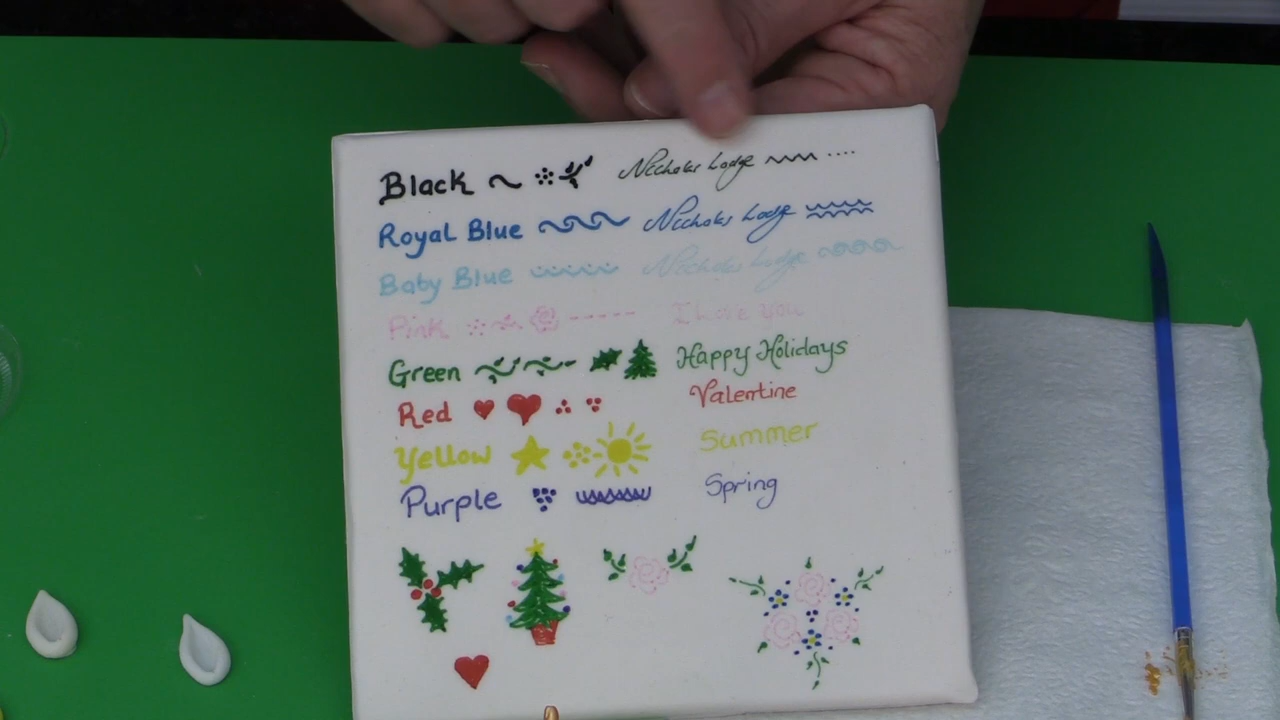 Black Nicholas Lodge
Royal Blue Nicholas Lodge
Baby Blue Nicholas Lodge
Pink I love you
Green Happy Holidays
Red Valentine
Yellow Summer
Purple Spring